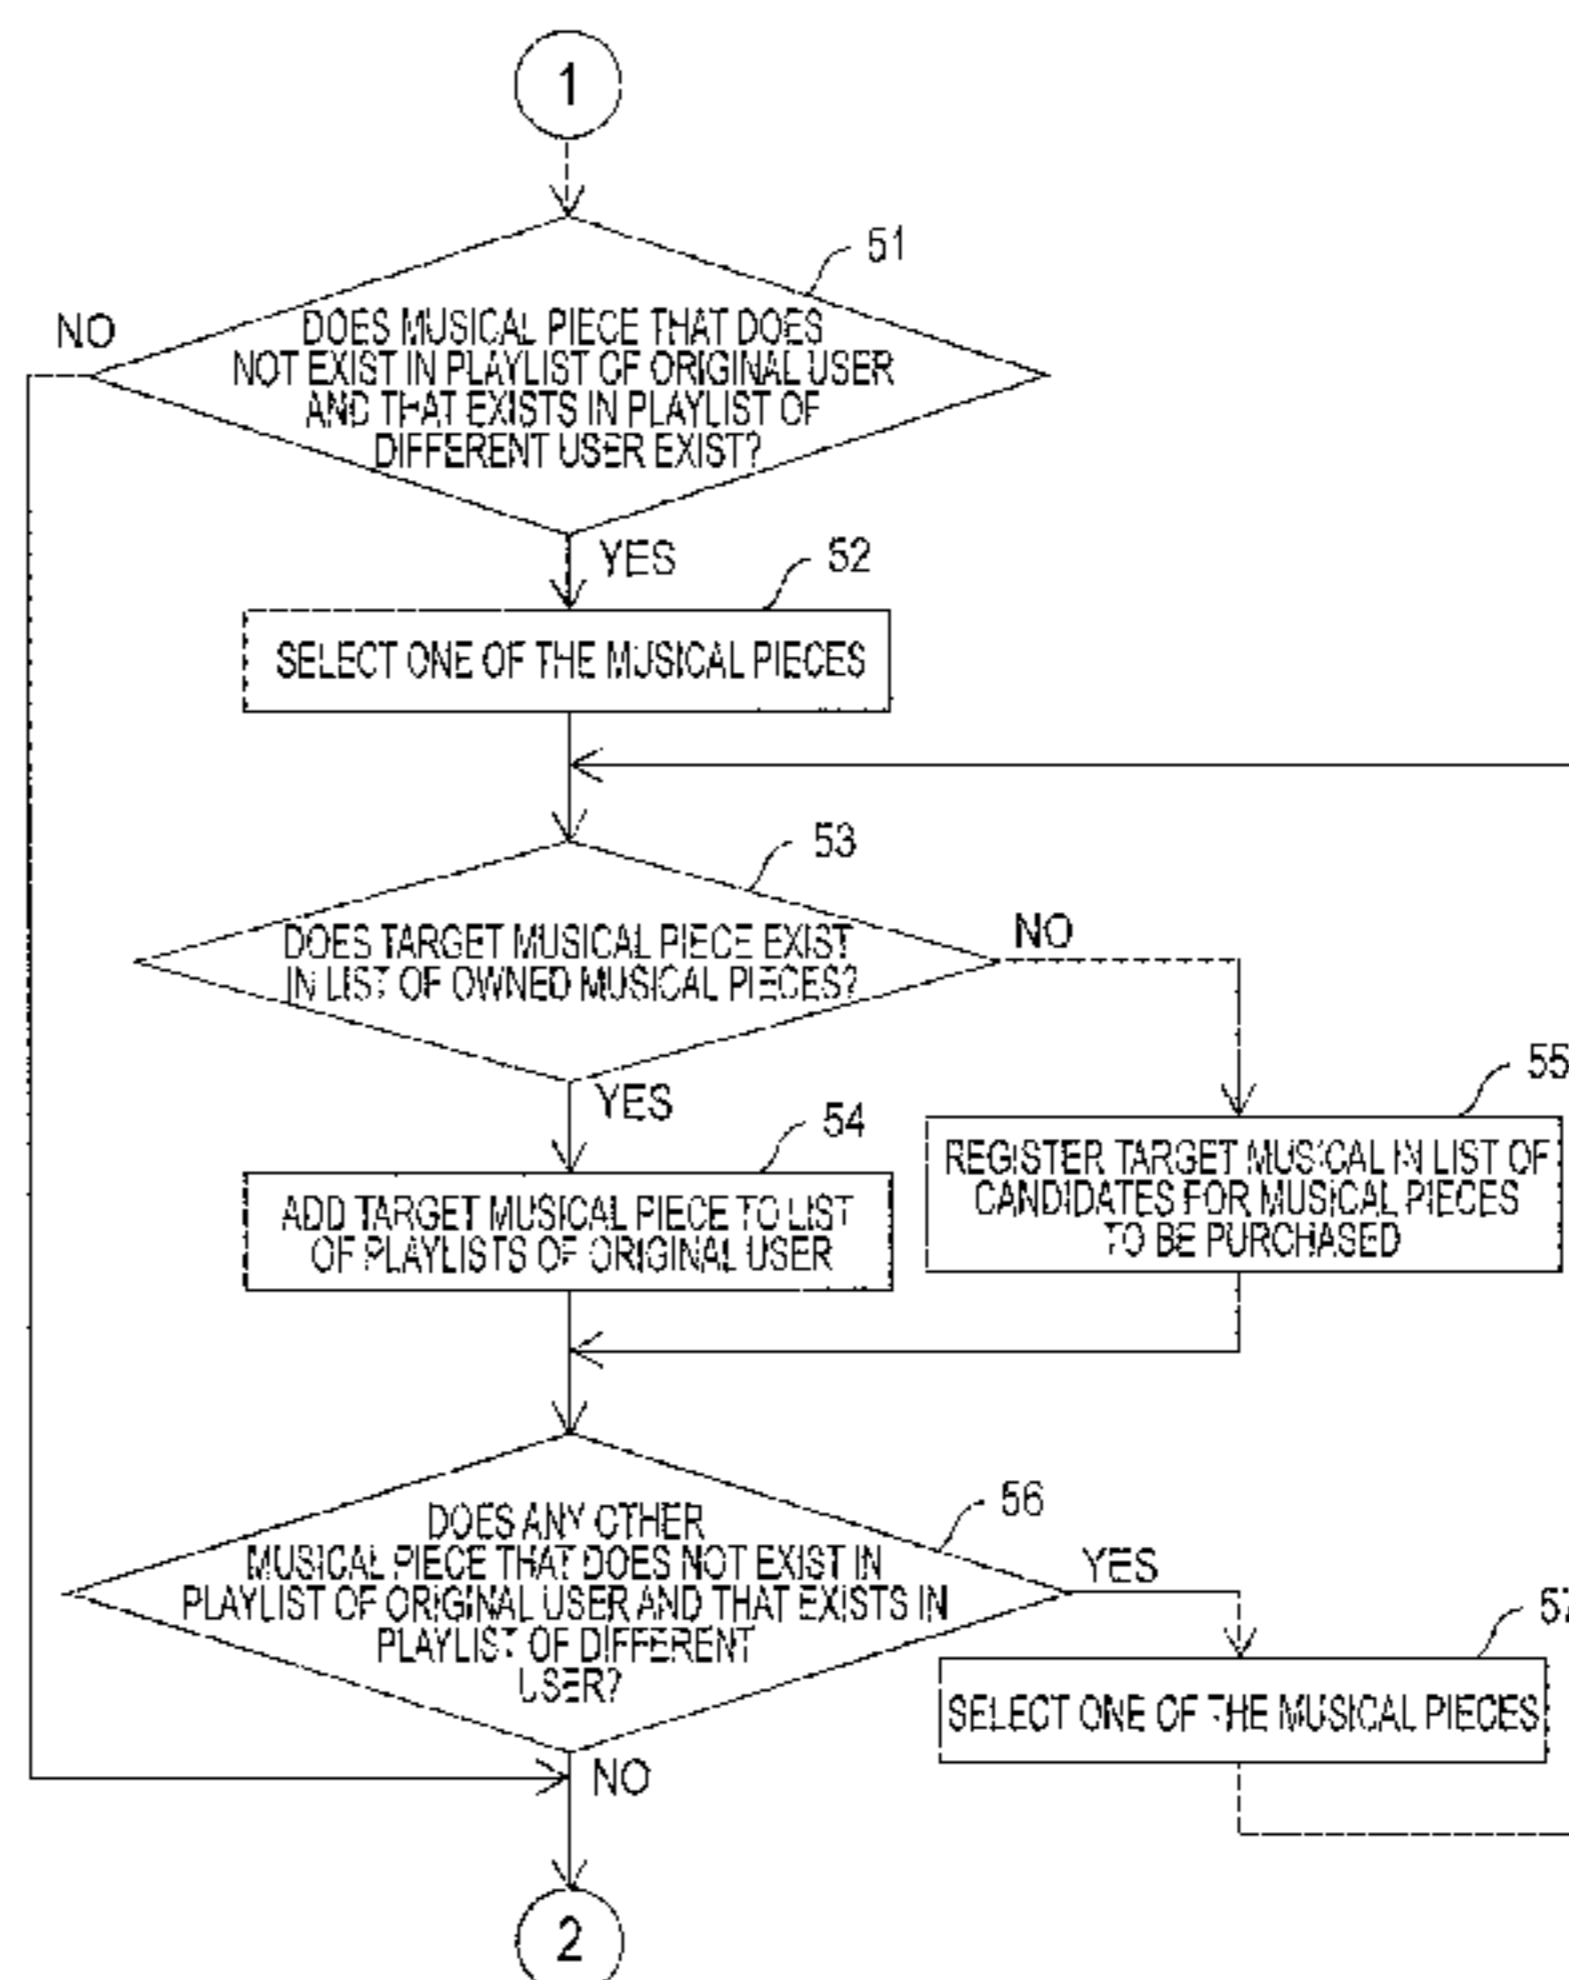 1
51
NO
DOES MUSICAL PIECE THAT DOES
NOT EXIST IN PLAYLIST OF ORIGINAL USER
AND THAT EXISTS IN PLAYLIST OF
DIFFERENT USER EXIST?
YES
52
SELECT ONE OF THE MUSICAL PIECES
53
DOES TARGET MUSICAL PIECE EXIST
IN LIST OF OWNED MUSICAL PIECES?
NO
YES
54
55
ADD TARGET MUSICAL PIECE TO LIST
OF PLAYLISTS OF ORIGINAL USER
REGISTER TARGET MUSICAL IN LIST OF
CANDIDATES FOR MUSICAL PIECES
TO BE PURCHASED
56
DOES ANY OTHER
MUSICAL PIECE THAT DOES NOT EXIST IN
PLAYLIST OF ORIGINAL USER AND THAT EXISTS IN
PLAYLIST OF DIFFERENT
USER?
YES
57
SELECT ONE OF THE MUSICAL PIECES
NO
2